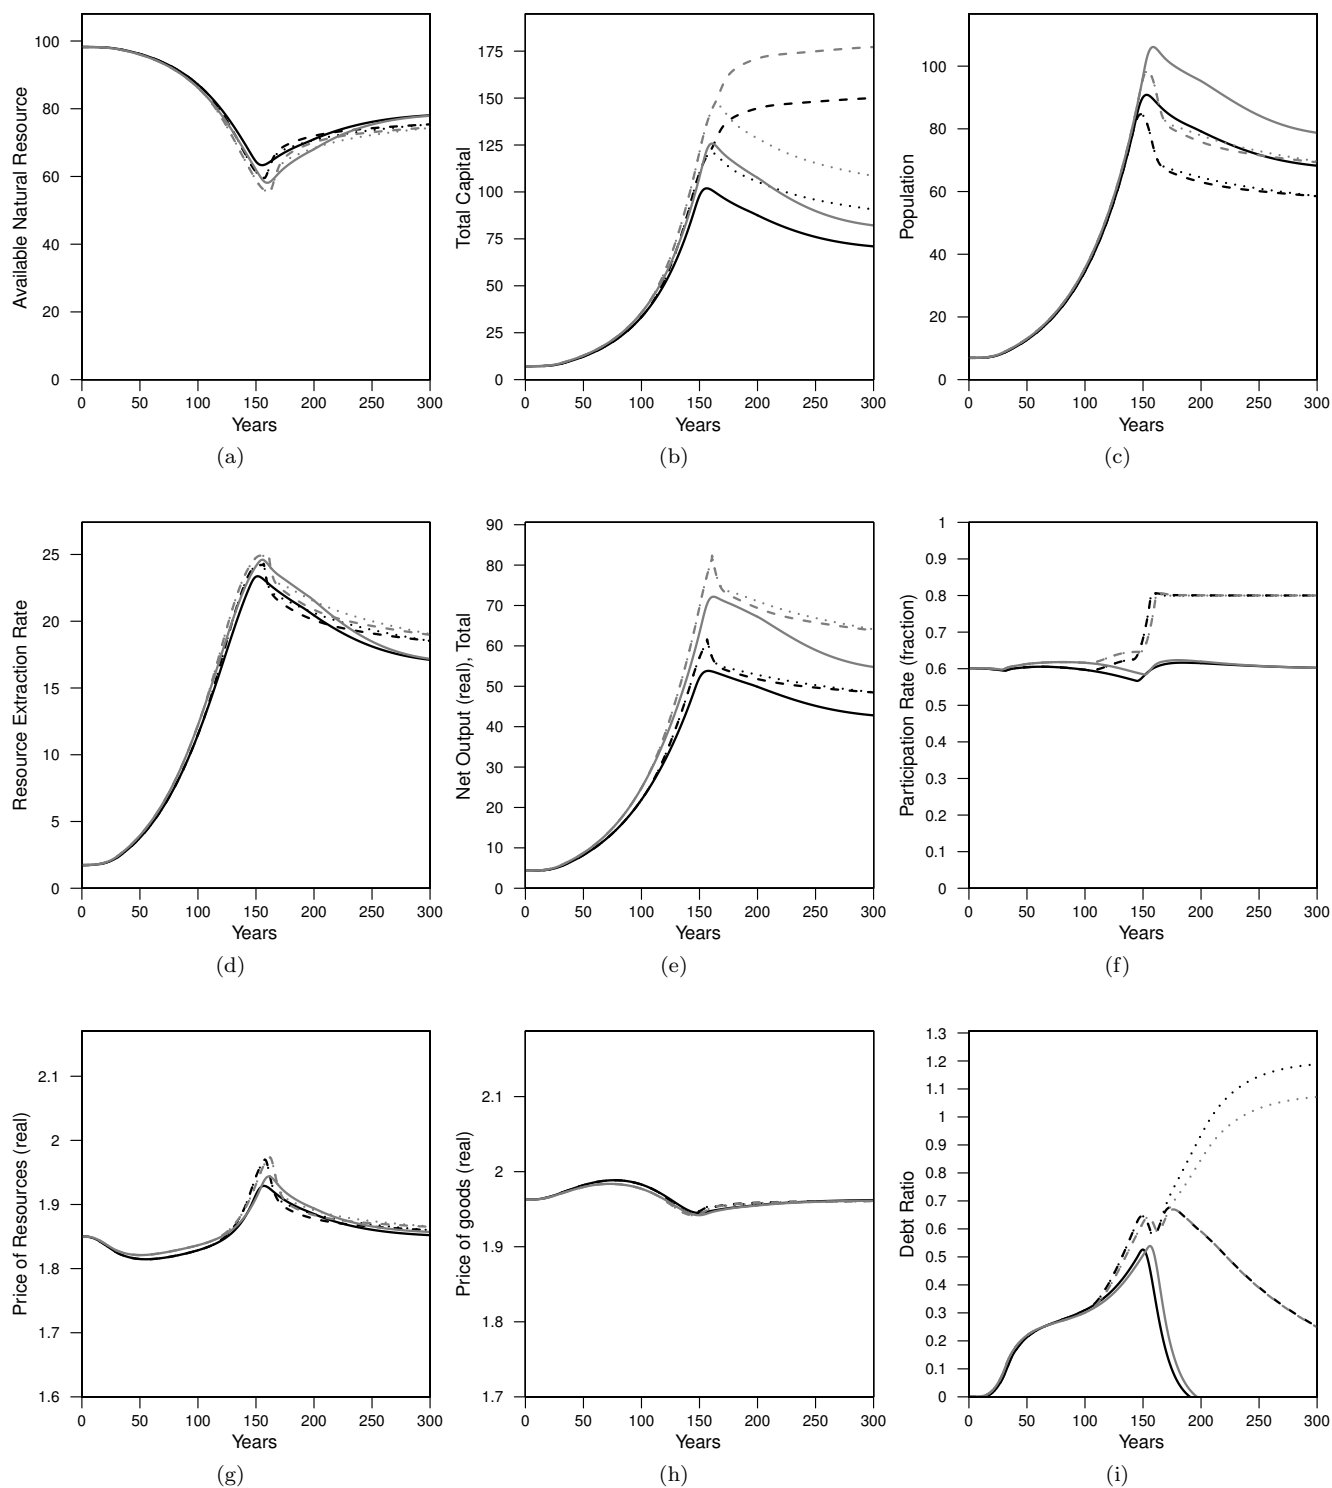 Available Natural Resource
100
80
60
40
20
0
0 50 100 150 200 250 300
Years
(a)
Total Capital
175
150
125
100
75
50
25
0
0 50 100 150 200 250 300
Years
(b)
Population
100
80
60
40
20
0
0 50 100 150 200 250 300
Years
(c)
Resource Extraction Rate
25
20
15
10
5
0
0 50 100 150 200 250 300
Years
(d)
Net Output (real), Total
90
80
70
60
50
40
30
20
10
0
0 50 100 150 200 250 300
Years
(e)
Participation Rate (fraction)
1
0.9
0.8
0.7
0.6
0.5
0.4
0.3
0.2
0.1
0
0 50 100 150 200 250 300
Years
(f)
Price of Resources (real)
2.1
2
1.9
1.8
1.7
1.6
0 50 100 150 200 250 300
Years
(g)
Price of goods (real)
2.1
2
1.9
1.8
1.7
0 50 100 150 200 250 300
Years
(h)
Debt Ratio
1.3
1.2
1.1
1
0.9
0.8
0.7
0.6
0.5
0.4
0.3
0.2
0.1
0
0 50 100 150 200 250 300
Years
(i)